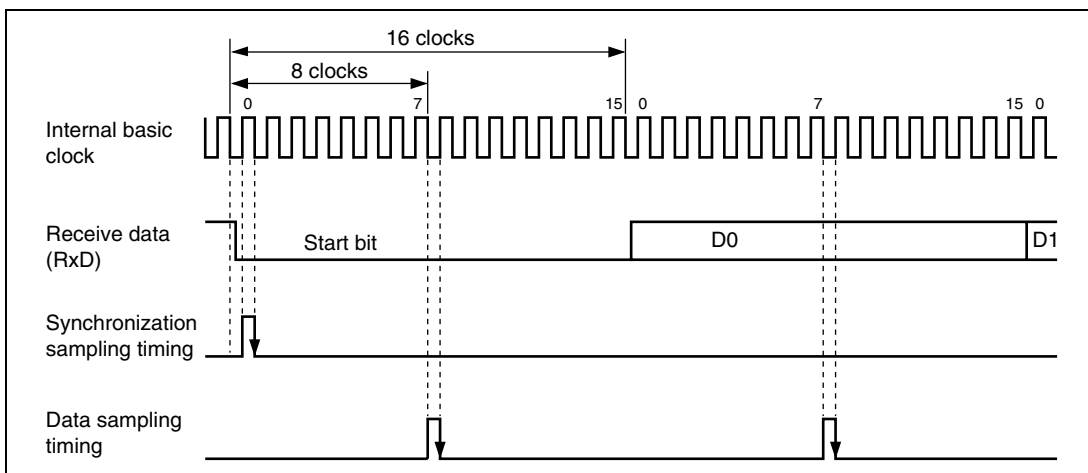 16 clocks
8 clocks
0 7 15 0 7 15 0
Internal basic
clock
Receive data
(RxD)
Start bit D0 D1
Synchronization
sampling timing
Data sampling
timing